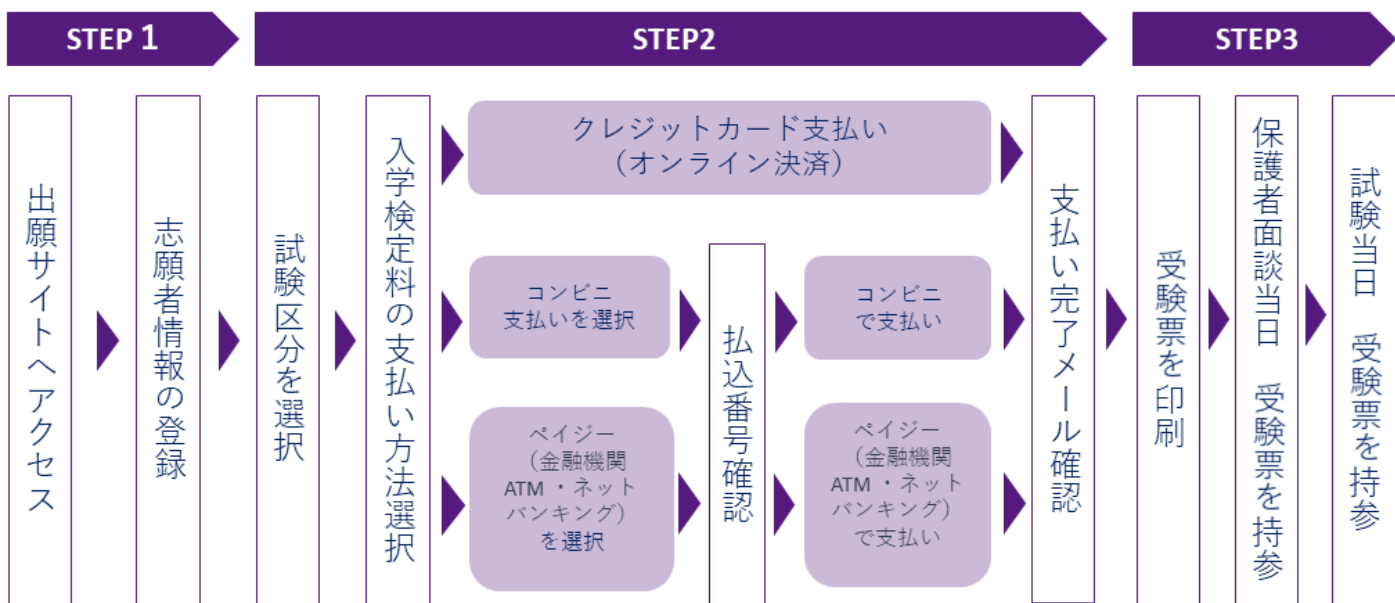 STEP 1
STEP2
STEP3
出願サイトへアクセス
志願者情報の登録
試験区分を選択
入学検定料の支払い方法選択
クレジットカード支払い
(オンライン決済)
コンビニ
支払いを選択
ペイジー
(金融機関
ATM・ネット
バンキング)
を選択
払込番号確認
コンビニ
で支払い
ペイジー
(金融機関
ATM・ネット
バンキング)
で支払い
支払い完了メール確認
受験票を印刷
保護者面談当日 受験票を持参
試験当日 受験票を持参